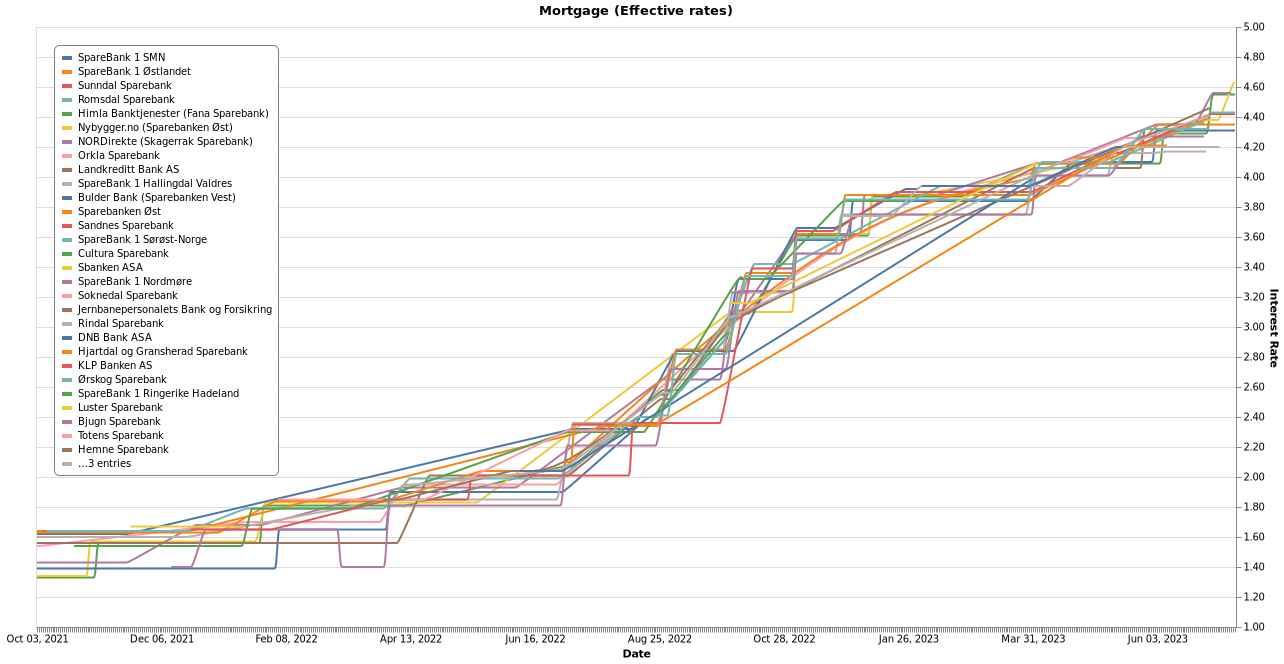 Mortgage (Effective rates)
SpareBank 1 SMN
SpareBank 1 Østlandet
Sunndal Sparebank
Romsdal Sparebank
Himla Banktjenester (Fana Sparebank)
Nybygger.no (Sparebanken Øst)
NORDirekte (Skagerrak Sparebank)
Orkla Sparebank
Landkreditt Bank AS
SpareBank 1 Hallingdal Valdres
Bulder Bank (Sparebanken Vest)
Sparebanken Øst
Sandnes Sparebank
SpareBank 1 Sørøst-Norge
Cultura Sparebank
Sbanken ASA
SpareBank 1 Nordmøre
Soknedal Sparebank
Jernbanepersonalets Bank og Forsikring
Rindal Sparebank
DNB Bank ASA
Hjartdal og Gransherad Sparebank
KLP Banken AS
Ørskog Sparebank
SpareBank 1 Ringerike Hadeland
Luster Sparebank
Bjugn Sparebank
Totens Sparebank
Hemne Sparebank
...3 entries
5.00
4.80
4.60
4.40
4.20
4.00
3.80
3.60
3.40
3.20
3.00
2.80
2.60
2.40
2.20
2.00
1.80
1.60
1.40
1.20
1.00
Interest Rate
Oct 03, 2021 Dec 06, 2021 Feb 08, 2022 Apr 13, 2022 Jun 16, 2022 Aug 25, 2022 Oct 28, 2022 Jan 26, 2023 Mar 31, 2023 Jun 03, 2023
Date